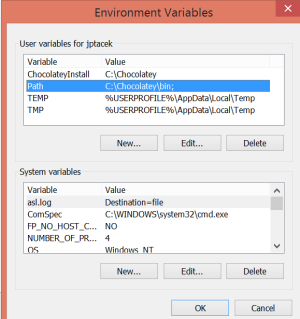 Environment Variables
User variables for jptacek
Variable Value
ChocolateyInstall C:\Chocolatey
Path C:\Chocolatey\bin;
TEMP %USERPROFILE%\AppData\Local\Temp
TMP %USERPROFILE%\AppData\Local\Temp
New... Edit... Delete
System variables
Variable Value
asl.log Destination=file
ComSpec C:\WINDOWS\system32\cmd.exe
FP_NO_HOST_C... NO
NUMBER_OF_PR... 4
OS Windows_NT
New... Edit... Delete
OK Cancel